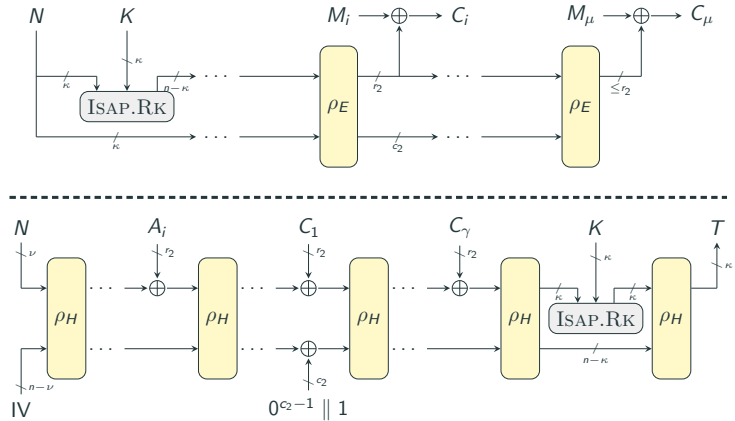 N K M_i C_i M_μ C_μ
κ κ n−κ ··· r_2 ··· ≤r_2
ISAP.RK ρ_E ρ_E
κ ··· c_2 ···
N A_i C_1 C_γ K T
ν r_2 r_2 r_2 κ κ
··· ··· ··· κ κ
ρ_H ρ_H ρ_H ρ_H ISAP.RK ρ_H
··· ··· ··· n−κ
n−ν c_2
IV 0^{c_2−1} ∥ 1